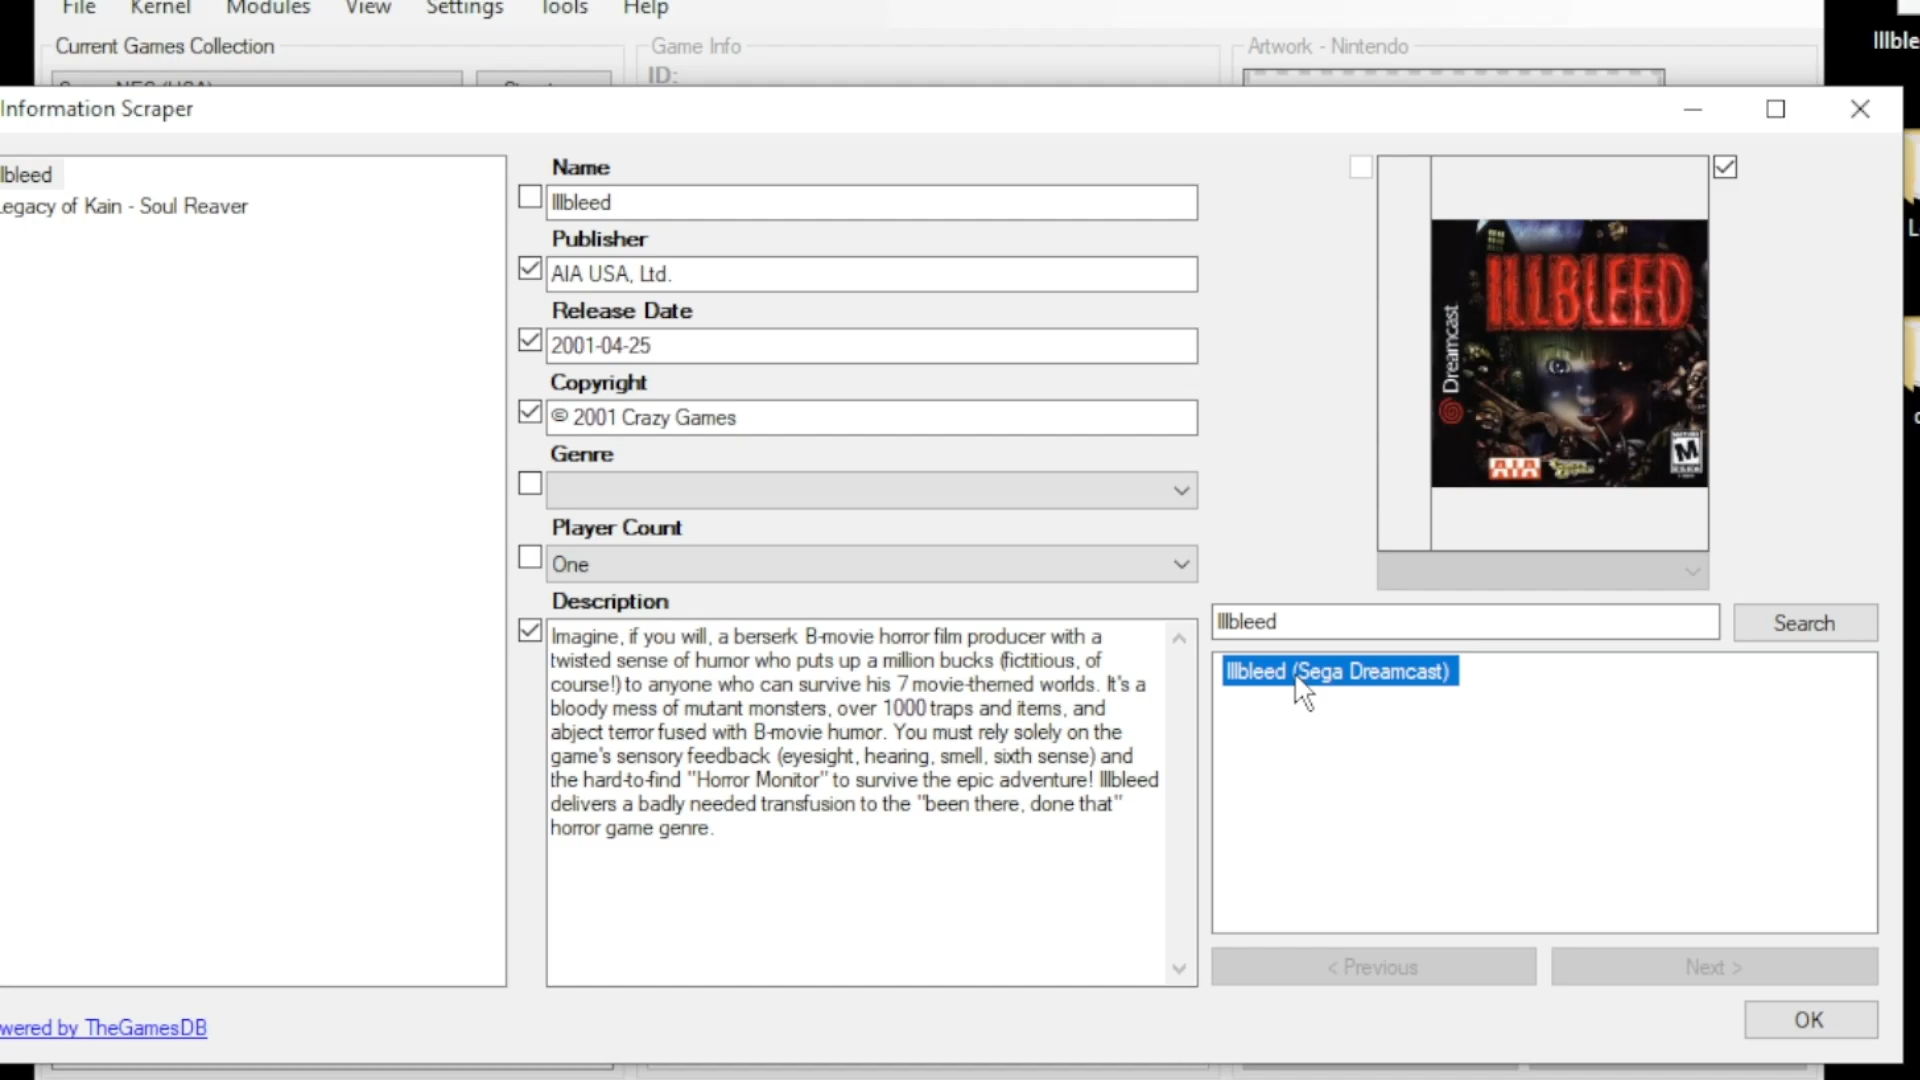 File Kernel Modules View Settings Tools Help
Current Games Collection
Game Info
Artwork - Nintendo
ID:
Information Scraper
llbleed
Legacy of Kain - Soul Reaver
Name
Illbleed
Publisher
AIA USA, Ltd.
Release Date
2001-04-25
Copyright
© 2001 Crazy Games
Genre
Player Count
One
Description
Imagine, if you will, a berserk B-movie horror film producer with a
twisted sense of humor who puts up a million bucks (fictitious, of
course!) to anyone who can survive his 7 movie-themed worlds. It's a
bloody mess of mutant monsters, over 1000 traps and items, and
abject terror fused with B-movie humor. You must rely solely on the
game's sensory feedback (eyesight, hearing, smell, sixth sense) and
the hard-to-find "Horror Monitor" to survive the epic adventure! Illbleed
delivers a badly needed transfusion to the "been there, done that"
horror game genre.
ILLBLEED
Dreamcast
AIA
M
Illbleed
Search
Illbleed (Sega Dreamcast)
< Previous
Next >
OK
wered by TheGamesDB
Illble